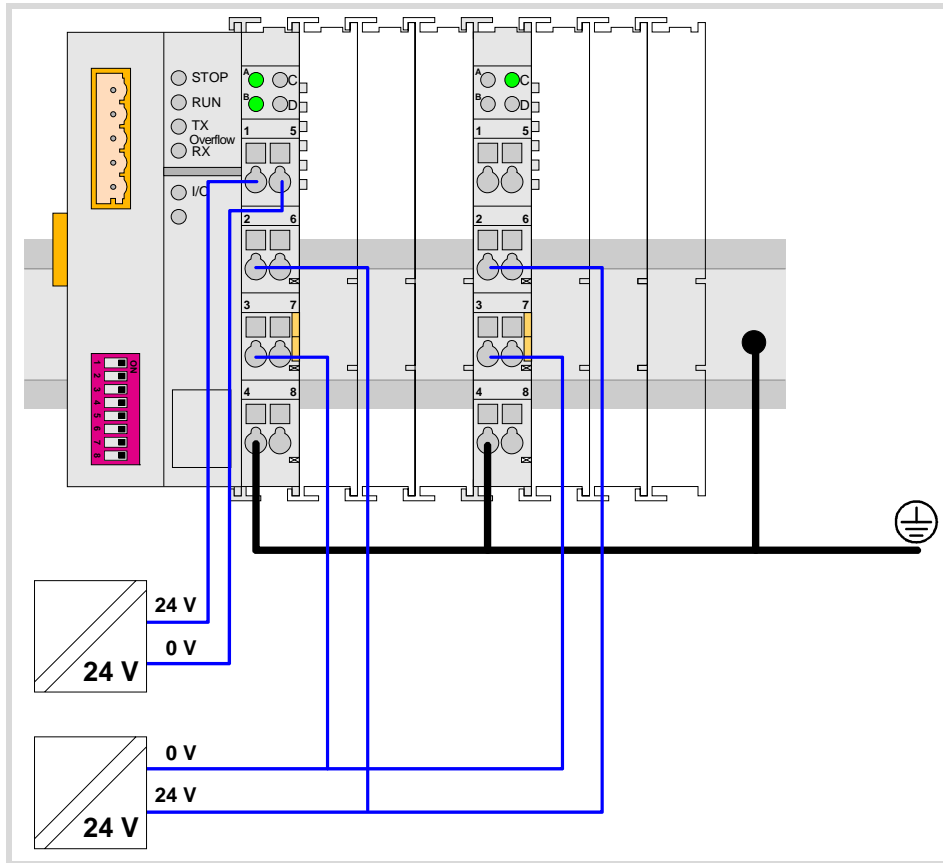 STOP
RUN
TX
Overflow
RX
I/O
A C
B D
1 5
2 6
3 7
4 8
A C
B D
1 5
2 6
3 7
4 8
ON
1
2
3
4
5
6
7
8
24 V
0 V
24 V
0 V
24 V
24 V